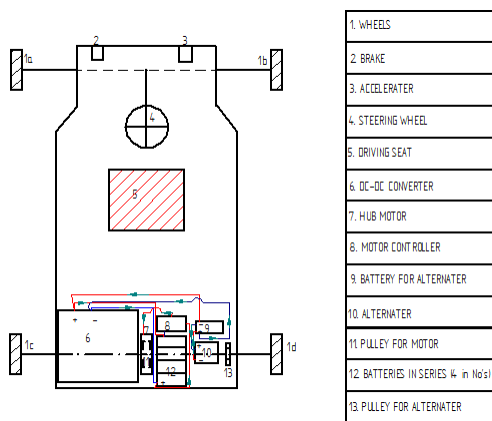 2
3
1a
1b
4
5
+ -
6
7
8
9
+
-
10
11
12
+
13
1c
1d
1. WHEELS
2 BRAKE
3. ACCELERATER
4. STEERING WHEEL
5. DRIVING SEAT
6. DC-DC CONVERTER
7. HUB MOTOR
8. MOTOR CONTROLLER
9. BATTERY FOR ALTERNATER
10. ALTERNATER
11 PULLEY FOR MOTOR
12 BATTERIES IN SERIES (4 in No's)
13. PULLEY FOR ALTERNATER